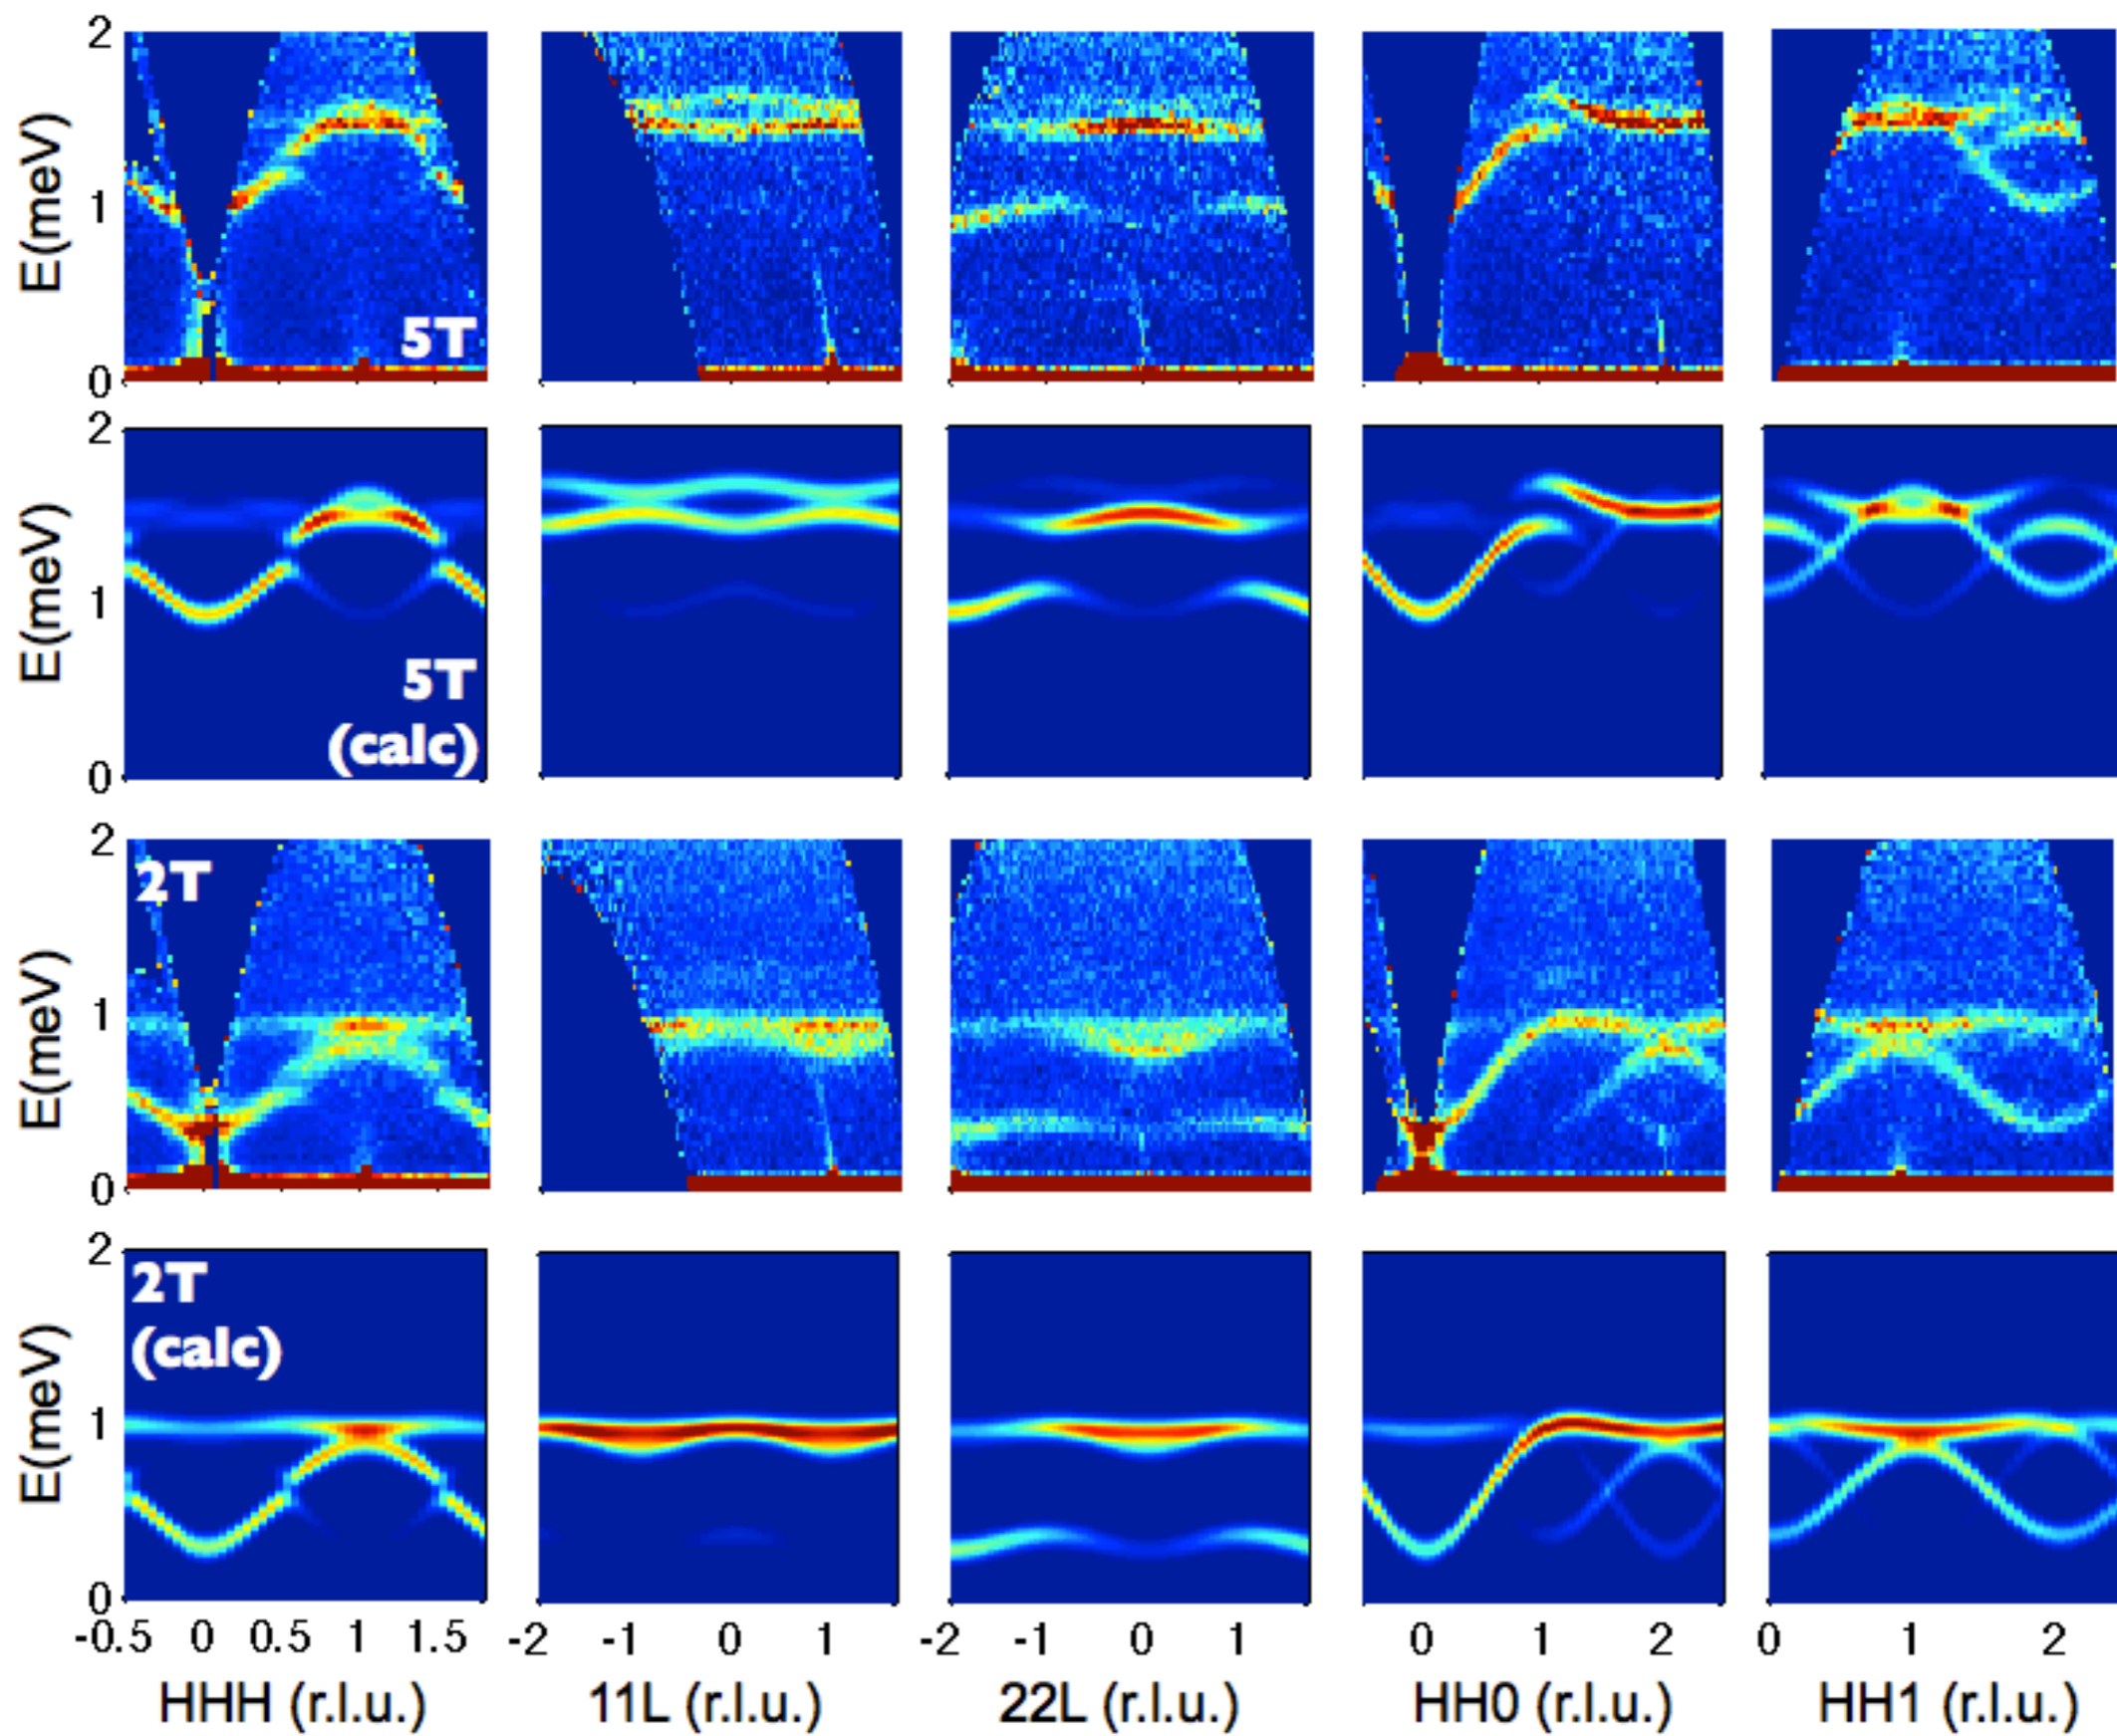 2
E(meV)
1
5T
0
2
E(meV)
1
5T
(calc)
0
2
2T
E(meV)
1
0
2
2T
(calc)
E(meV)
1
0
-0.5 0 0.5 1 1.5 -2 -1 0 1 -2 -1 0 1 0 1 2 0 1 2
HHH (r.l.u.) 11L (r.l.u.) 22L (r.l.u.) HH0 (r.l.u.) HH1 (r.l.u.)